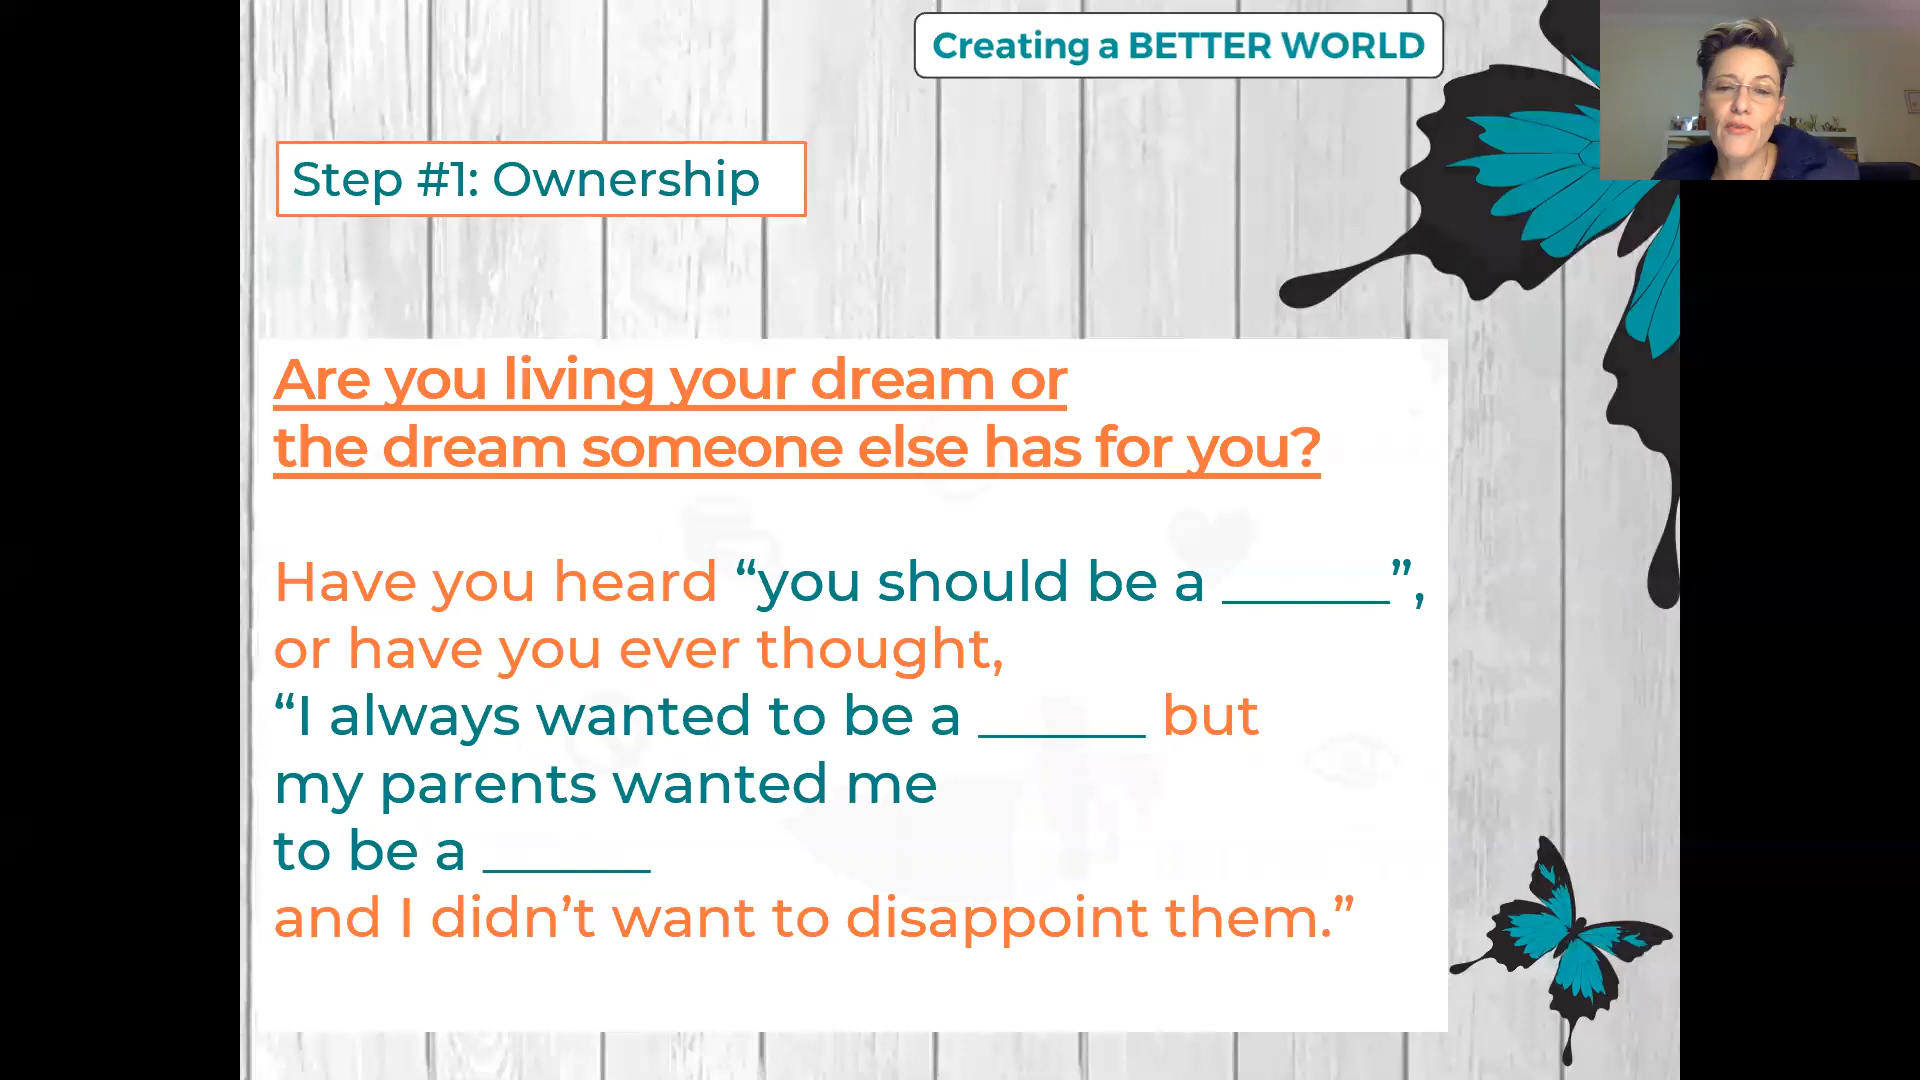 Creating a BETTER WORLD
Step #1: Ownership
Are you living your dream or
the dream someone else has for you?
Have you heard “you should be a ______”,
or have you ever thought,
“I always wanted to be a ______ but
my parents wanted me
to be a ______
and I didn’t want to disappoint them.”